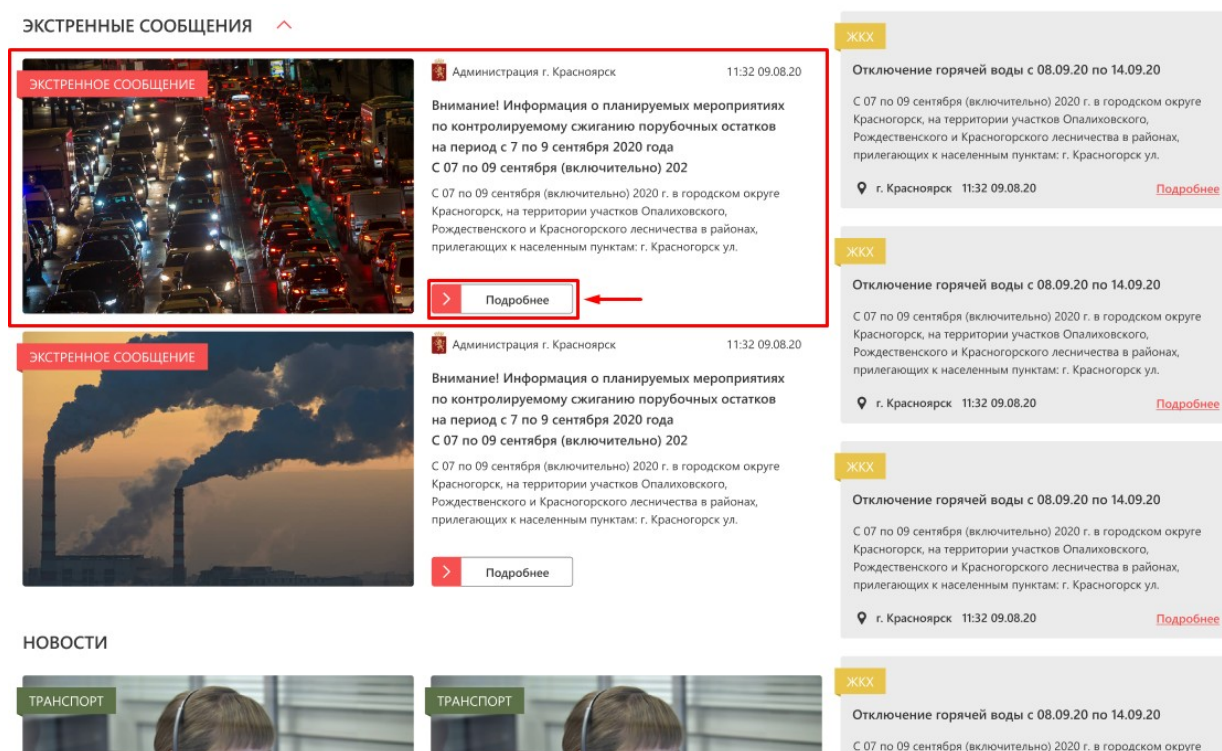 ЭКСТРЕННЫЕ СООБЩЕНИЯ
ЭКСТРЕННОЕ СООБЩЕНИЕ
Администрация г. Красноярск 11:32 09.08.20
Внимание! Информация о планируемых мероприятиях
по контролируемому сжиганию порубочных остатков
на период с 7 по 9 сентября 2020 года
С 07 по 09 сентября (включительно) 202
С 07 по 09 сентября (включительно) 2020 г. в городском округе
Красногорск, на территории участков Опалиховского,
Рождественского и Красногорского лесничества в районах,
прилегающих к населенным пунктам: г. Красногорск ул.
Подробнее
ЭКСТРЕННОЕ СООБЩЕНИЕ
Администрация г. Красноярск 11:32 09.08.20
Внимание! Информация о планируемых мероприятиях
по контролируемому сжиганию порубочных остатков
на период с 7 по 9 сентября 2020 года
С 07 по 09 сентября (включительно) 202
С 07 по 09 сентября (включительно) 2020 г. в городском округе
Красногорск, на территории участков Опалиховского,
Рождественского и Красногорского лесничества в районах,
прилегающих к населенным пунктам: г. Красногорск ул.
Подробнее
НОВОСТИ
ТРАНСПОРТ
ТРАНСПОРТ
ЖКХ
Отключение горячей воды с 08.09.20 по 14.09.20
С 07 по 09 сентября (включительно) 2020 г. в городском округе
Красногорск, на территории участков Опалиховского,
Рождественского и Красногорского лесничества в районах,
прилегающих к населенным пунктам: г. Красногорск ул.
г. Красноярск 11:32 09.08.20 Подробнее
ЖКХ
Отключение горячей воды с 08.09.20 по 14.09.20
С 07 по 09 сентября (включительно) 2020 г. в городском округе
Красногорск, на территории участков Опалиховского,
Рождественского и Красногорского лесничества в районах,
прилегающих к населенным пунктам: г. Красногорск ул.
г. Красноярск 11:32 09.08.20 Подробнее
ЖКХ
Отключение горячей воды с 08.09.20 по 14.09.20
С 07 по 09 сентября (включительно) 2020 г. в городском округе
Красногорск, на территории участков Опалиховского,
Рождественского и Красногорского лесничества в районах,
прилегающих к населенным пунктам: г. Красногорск ул.
г. Красноярск 11:32 09.08.20 Подробнее
ЖКХ
Отключение горячей воды с 08.09.20 по 14.09.20
С 07 по 09 сентября (включительно) 2020 г. в городском округе